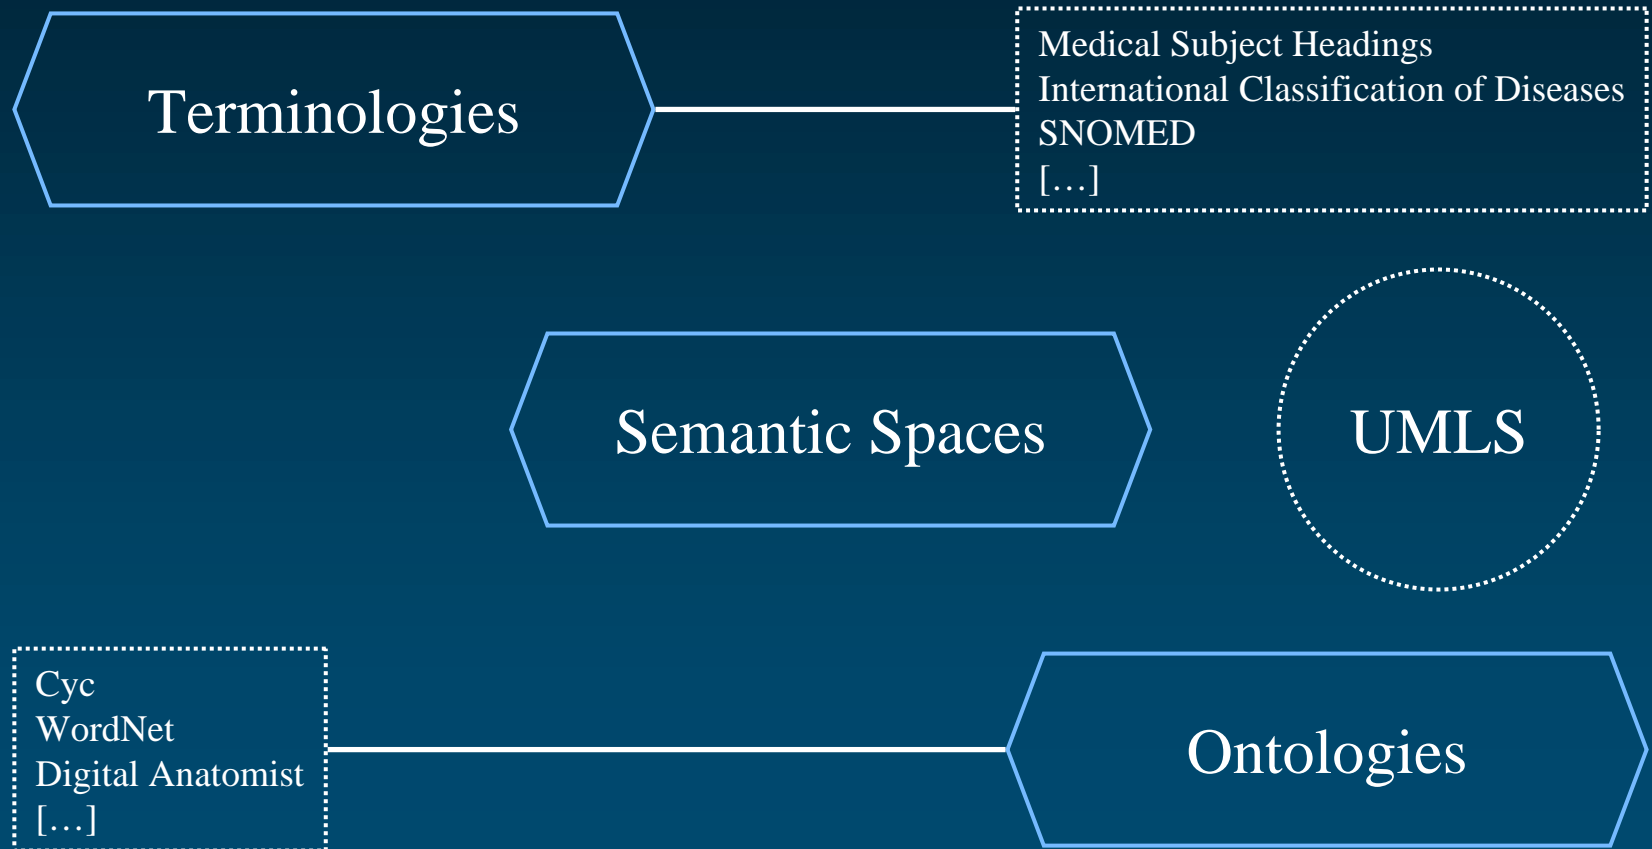 Terminologies
Medical Subject Headings
International Classification of Diseases
SNOMED
[…]
Semantic Spaces
UMLS
Cyc
WordNet
Digital Anatomist
[…]
Ontologies